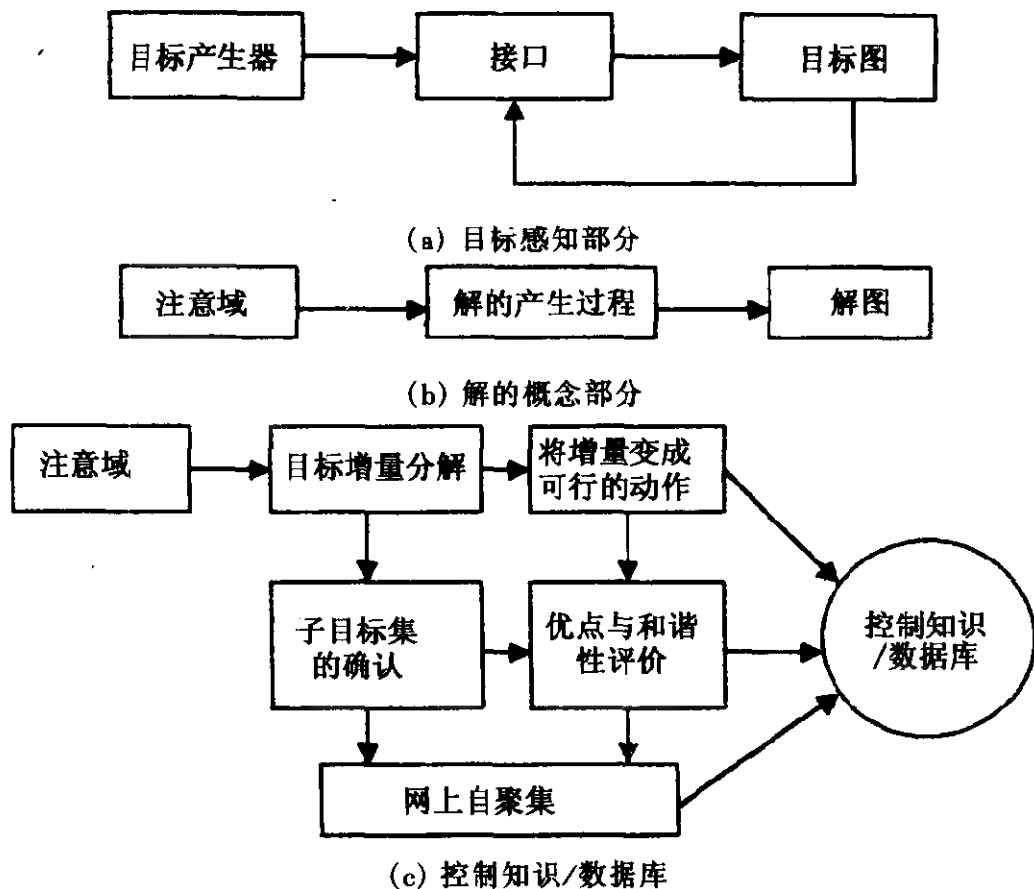 目标产生器
接口
目标图
(a) 目标感知部分
注意域
解的产生过程
解图
(b) 解的概念部分
注意域
目标增量分解
将增量变成
可行的动作
子目标集
的确认
优点与和谐
性评价
控制知识
/数据库
网上自聚集
(c) 控制知识/数据库